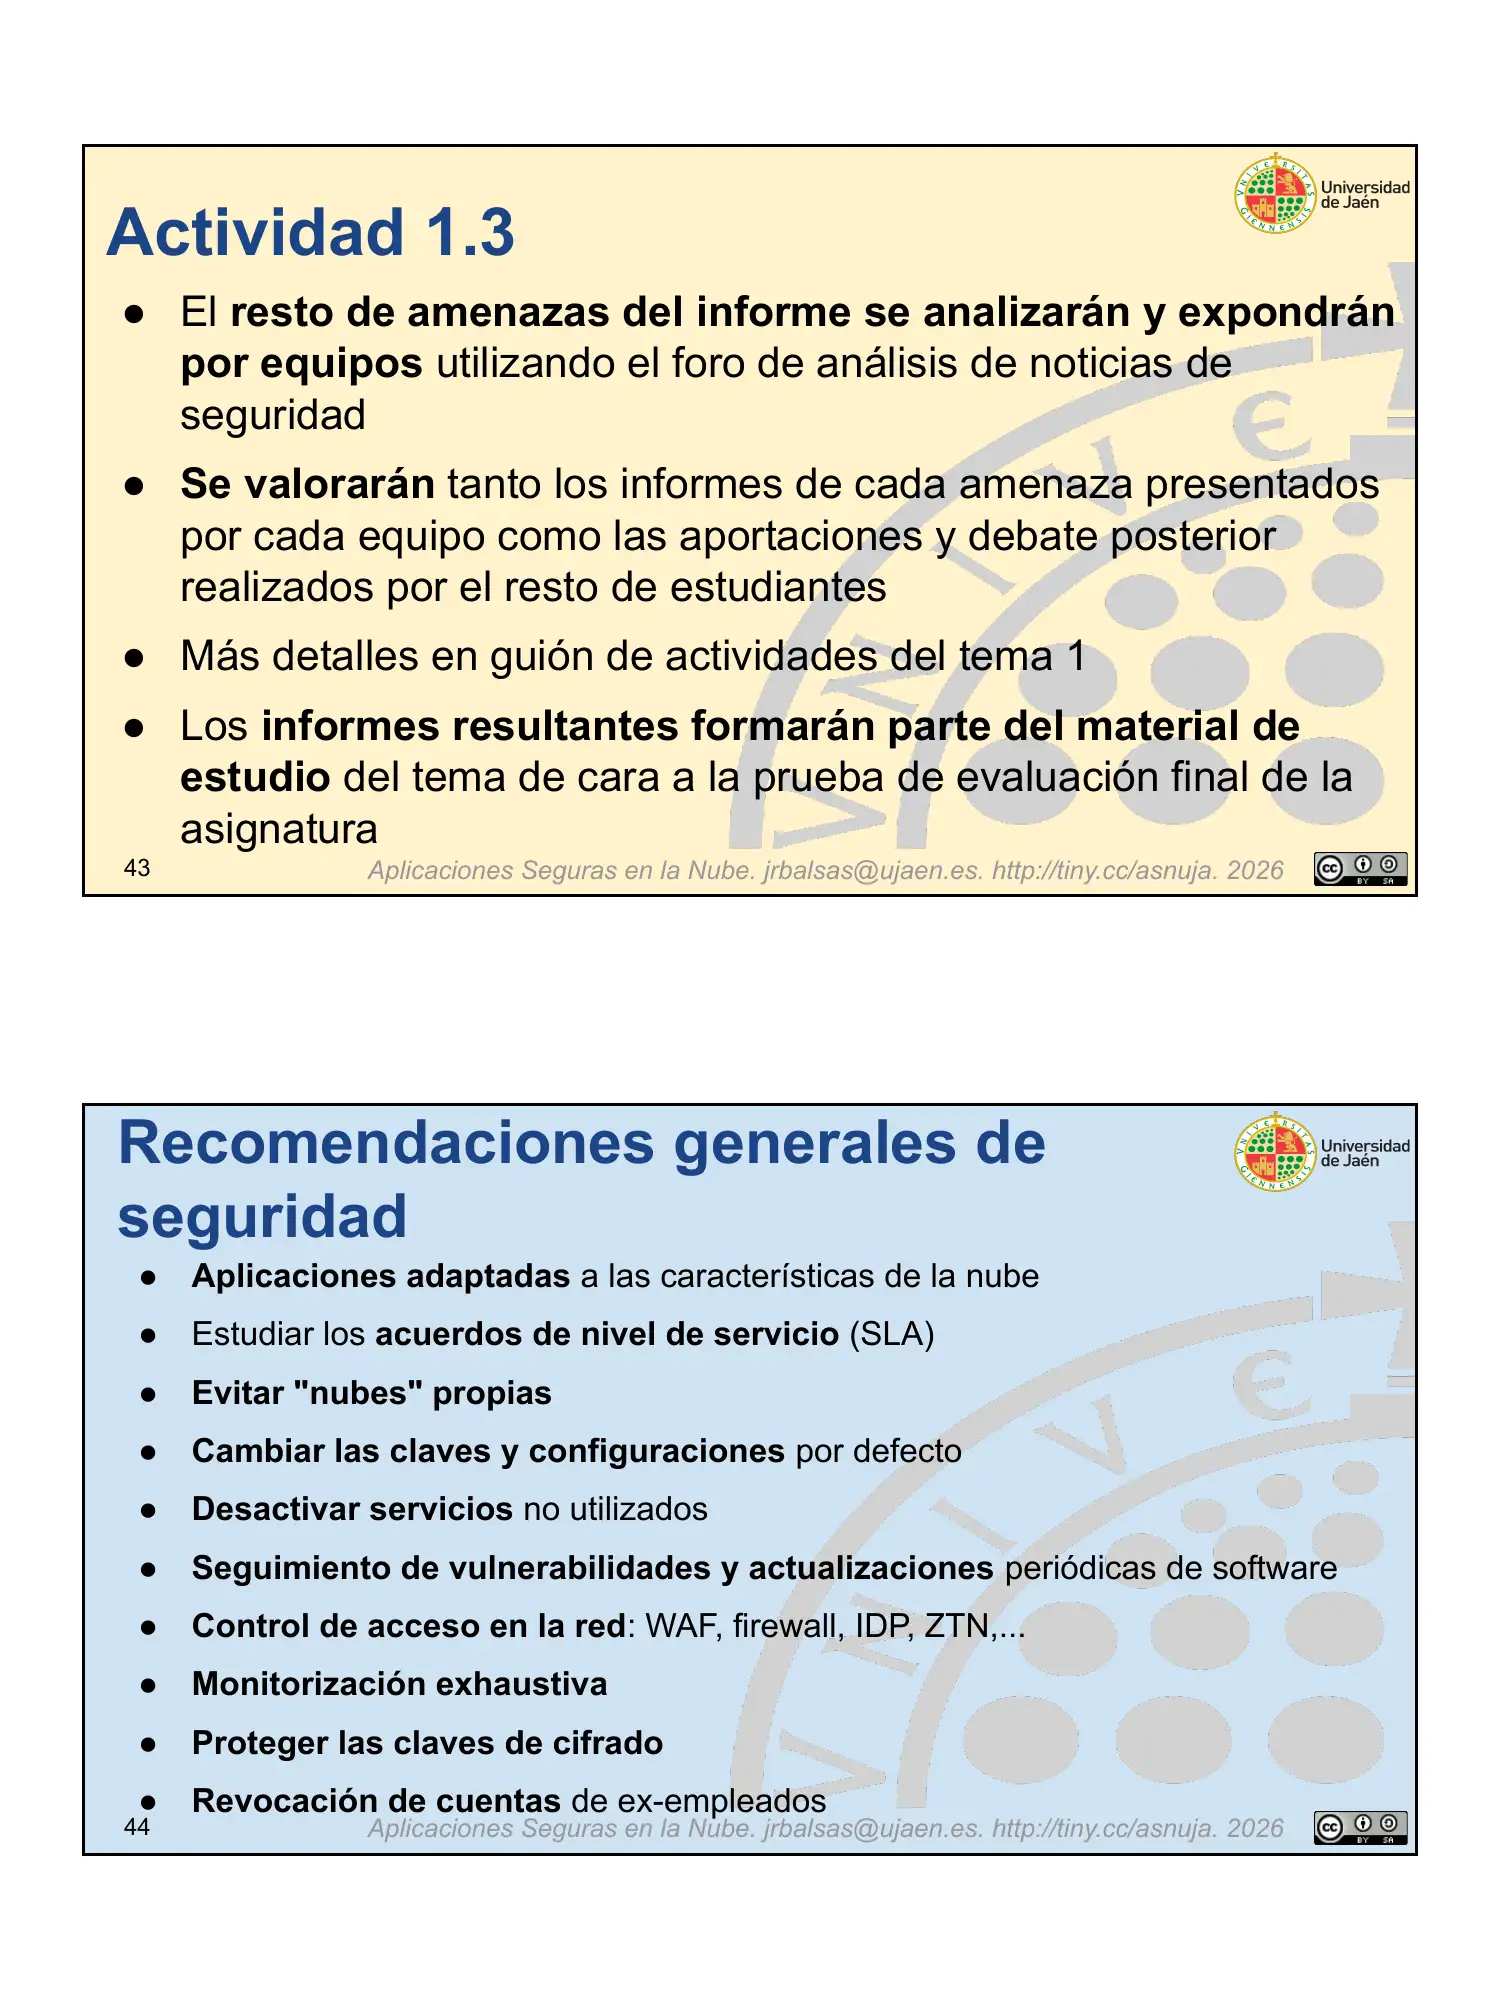 Universidad
de Jaén
Actividad 1.3
● El resto de amenazas del informe se analizarán y expondrán
por equipos utilizando el foro de análisis de noticias de
seguridad
● Se valorarán tanto los informes de cada amenaza presentados
por cada equipo como las aportaciones y debate posterior
realizados por el resto de estudiantes
● Más detalles en guión de actividades del tema 1
● Los informes resultantes formarán parte del material de
estudio del tema de cara a la prueba de evaluación final de la
asignatura
43
Aplicaciones Seguras en la Nube. jrbalsas@ujaen.es. http://tiny.cc/asnuja. 2026
cc BY SA
Recomendaciones generales de
seguridad
Universidad
de Jaén
● Aplicaciones adaptadas a las características de la nube
● Estudiar los acuerdos de nivel de servicio (SLA)
● Evitar "nubes" propias
● Cambiar las claves y configuraciones por defecto
● Desactivar servicios no utilizados
● Seguimiento de vulnerabilidades y actualizaciones periódicas de software
● Control de acceso en la red: WAF, firewall, IDP, ZTN,...
● Monitorización exhaustiva
● Proteger las claves de cifrado
● Revocación de cuentas de ex-empleados
44
Aplicaciones Seguras en la Nube. jrbalsas@ujaen.es. http://tiny.cc/asnuja. 2026
cc BY SA